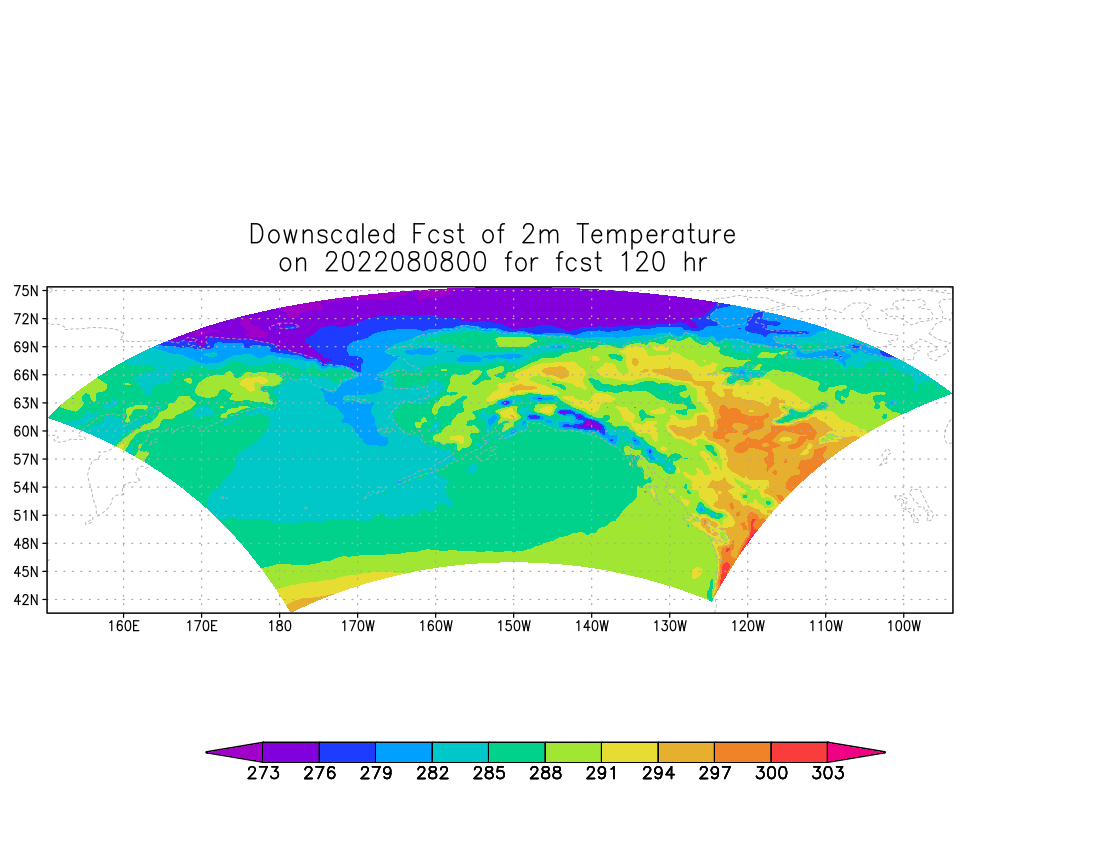 Downscaled Fcst of 2m Temperature
on 2022080800 for fcst 120 hr
75N
72N
69N
66N
63N
60N
57N
54N
51N
48N
45N
42N
160E 170E 180 170W 160W 150W 140W 130W 120W 110W 100W
273 276 279 282 285 288 291 294 297 300 303